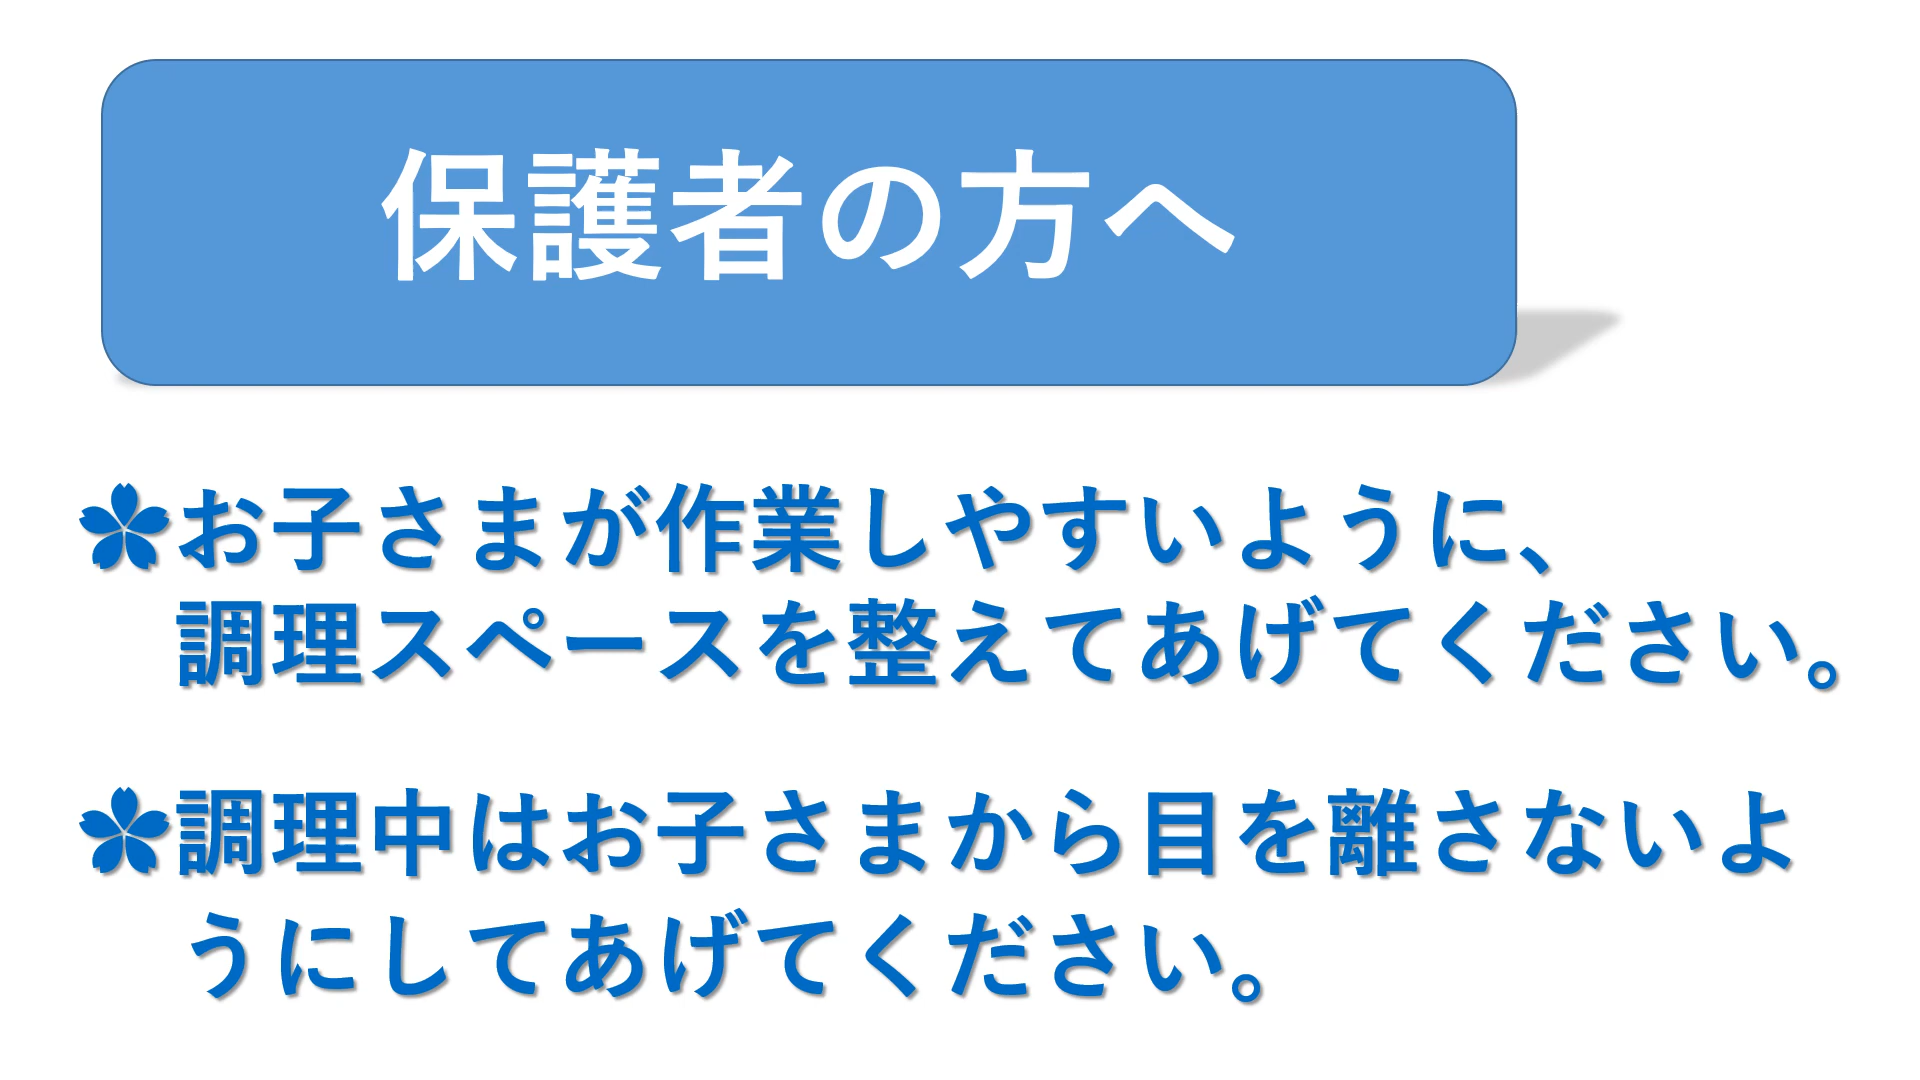 保護者の方へ
✿お子さまが作業しやすいように、
調理スペースを整えてあげてください。
✿調理中はお子さまから目を離さないよ
うにしてあげてください。